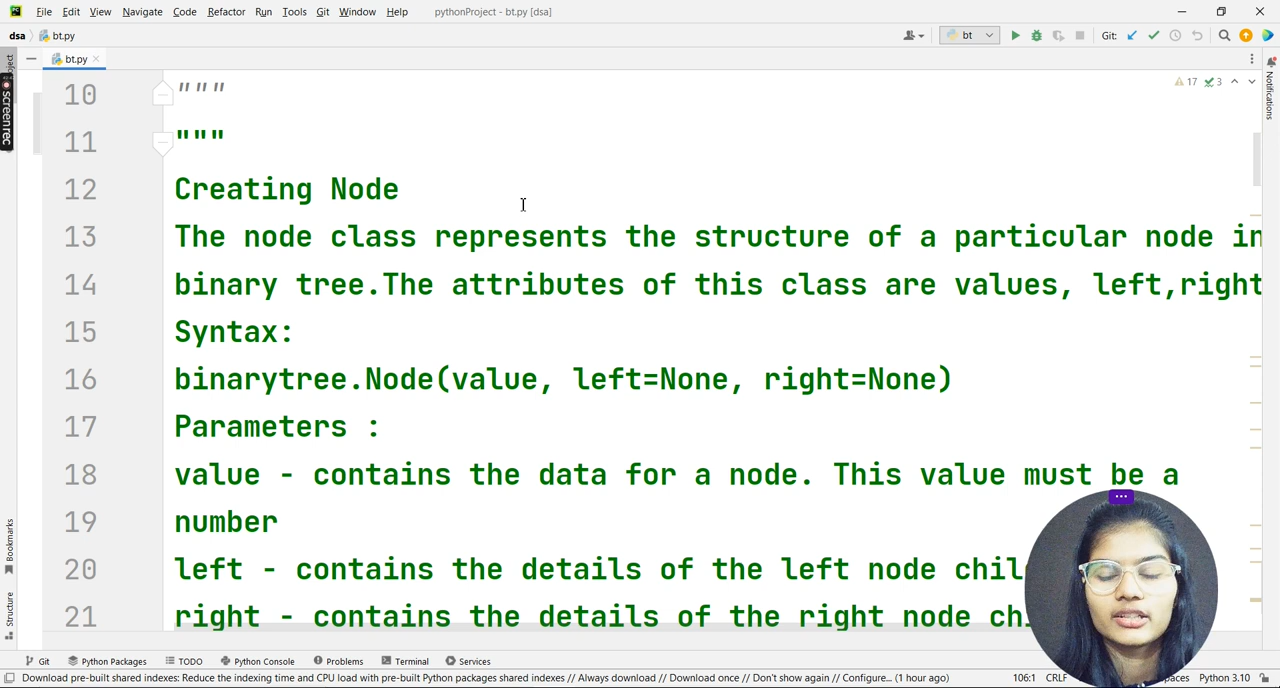 File Edit View Navigate Code Refactor Run Tools Git Window Help pythonProject - bt.py [dsa]
dsa bt.py bt Git:
bt.py
17 3
10 """
11 """
12 Creating Node
13 The node class represents the structure of a particular node in
14 binary tree.The attributes of this class are values, left,right
15 Syntax:
16 binarytree.Node(value, left=None, right=None)
17 Parameters :
18 value - contains the data for a node. This value must be a
19 number
20 left - contains the details of the left node
21 right - contains the details of the right node
screenrec
Bookmarks
Structure
Notifications
Git Python Packages TODO Python Console Problems Terminal Services
Download pre-built shared indexes: Reduce the indexing time and CPU load with pre-built Python packages shared indexes // Always download // Download once // Don't show again // Configure... (1 hour ago) 106:1 CRLF Python 3.10